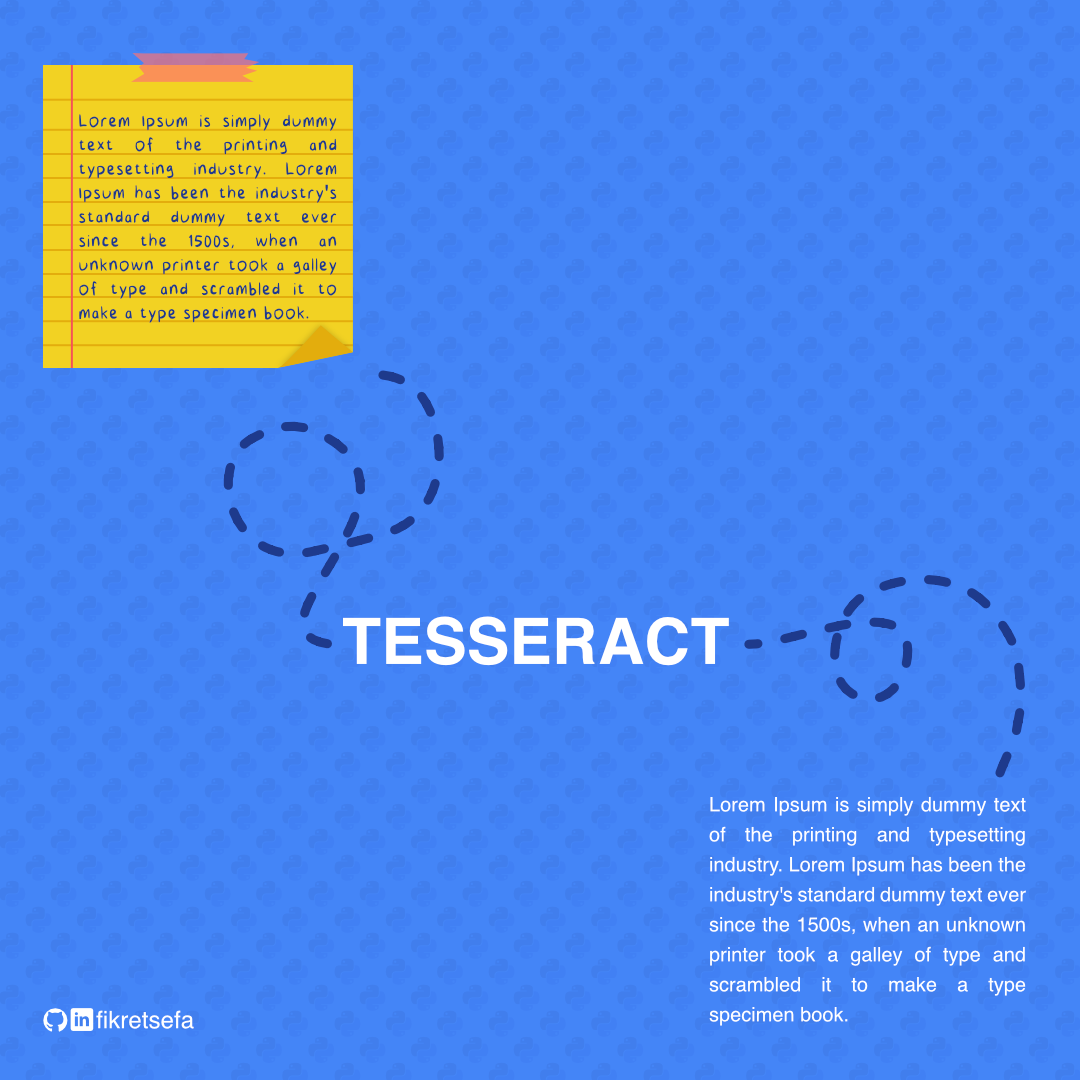 Lorem Ipsum is simply dummy
text of the printing and
typesetting industry. Lorem
Ipsum has been the industry's
standard dummy text ever
since the 1500s, when an
unknown printer took a galley
of type and scrambled it to
make a type specimen book.
TESSERACT
Lorem Ipsum is simply dummy text
of the printing and typesetting
industry. Lorem Ipsum has been the
industry's standard dummy text ever
since the 1500s, when an unknown
printer took a galley of type and
scrambled it to make a type
specimen book.
in fikretsefa